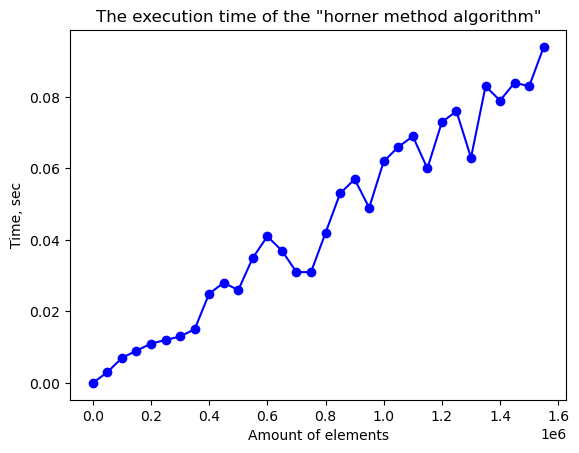 The execution time of the "horner method algorithm"
0.08
0.06
0.04
0.02
0.00
Time, sec
0.0 0.2 0.4 0.6 0.8 1.0 1.2 1.4 1.6
1e6
Amount of elements